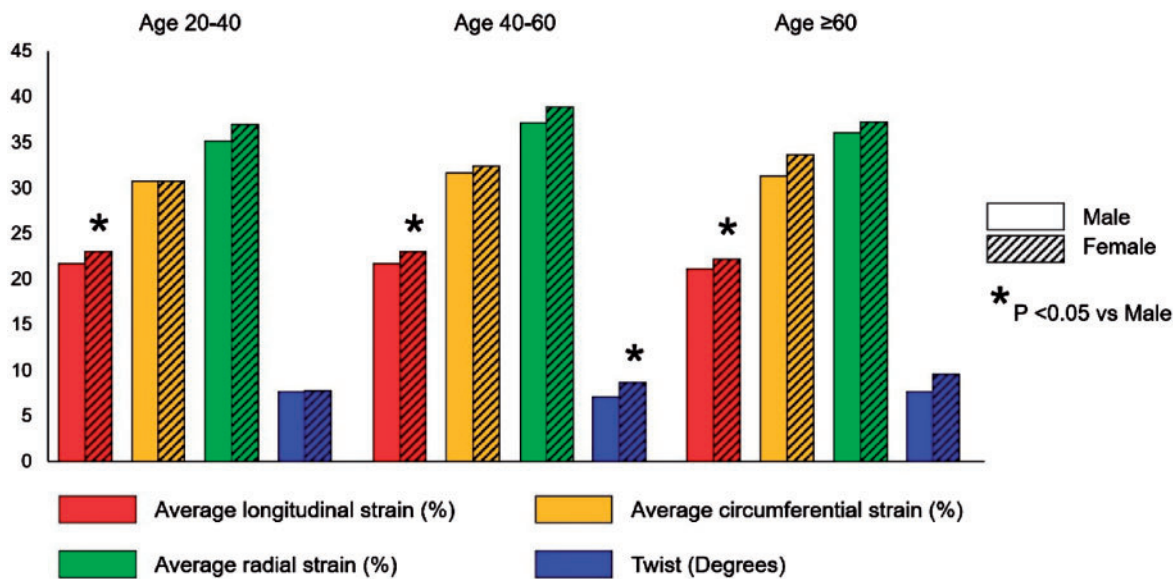 Age 20-40
Age 40-60
Age ≥60
45
40
35
30
25
20
15
10
5
0
*
*
*
*
Male
Female
* P <0.05 vs Male
Average longitudinal strain (%)
Average circumferential strain (%)
Average radial strain (%)
Twist (Degrees)